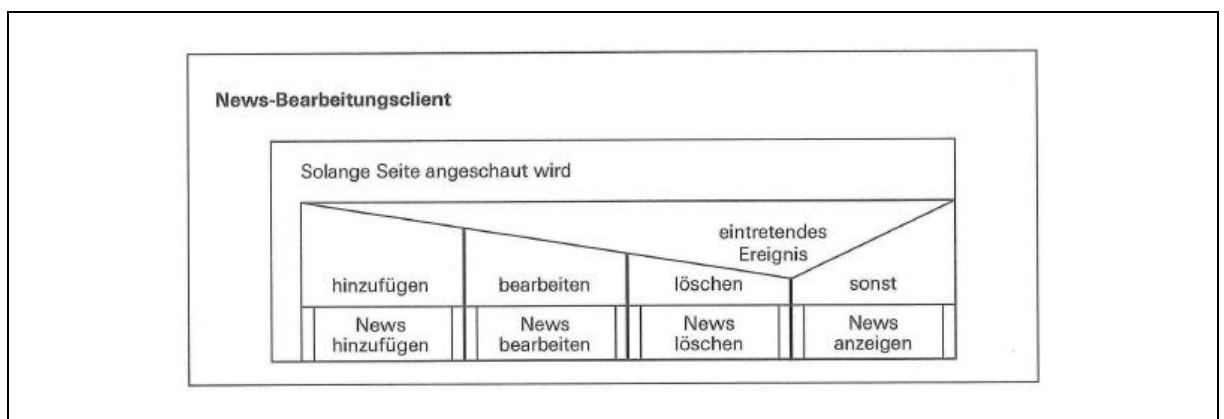 News-Bearbeitungsclient
Solange Seite angeschaut wird
eintretendes
Ereignis
hinzufügen
bearbeiten
löschen
sonst
News
hinzufügen
News
bearbeiten
News
löschen
News
anzeigen